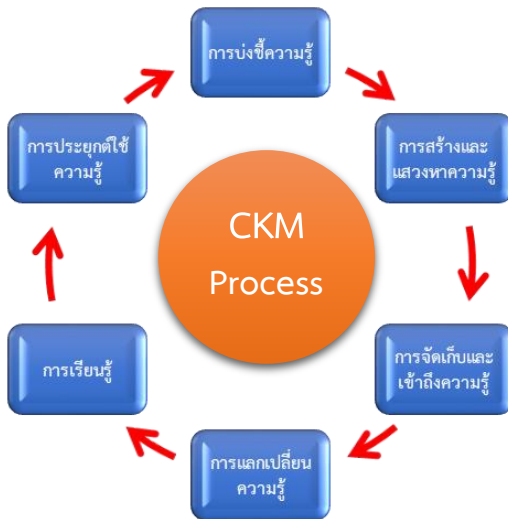 การบ่งชี้ความรู้
การสร้างและ
แสวงหาความรู้
การจัดเก็บและ
เข้าถึงความรู้
การแลกเปลี่ยน
ความรู้
การเรียนรู้
การประยุกต์ใช้
ความรู้
CKM
Process